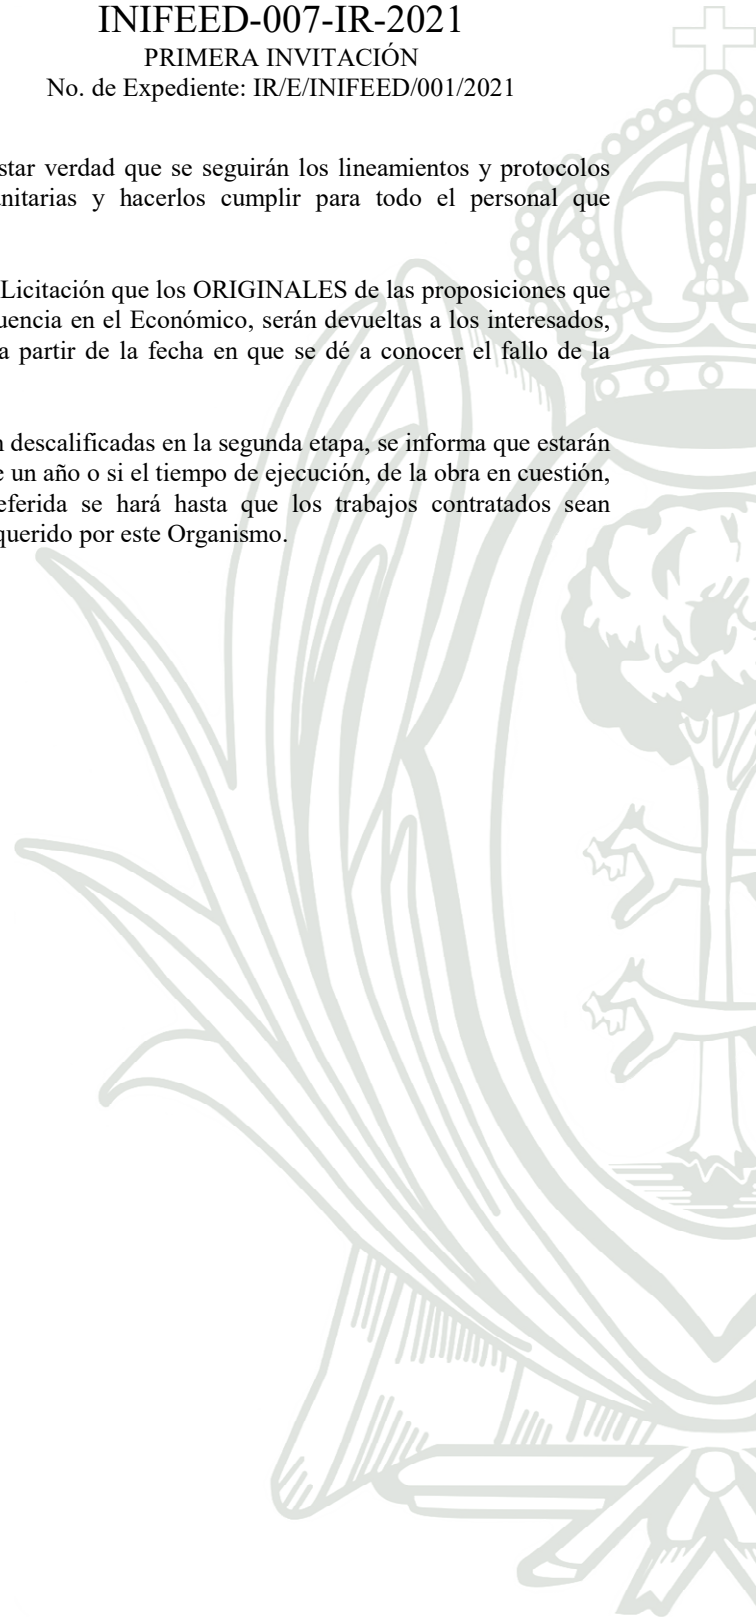 INIFEED-007-IR-2021
PRIMERA INVITACIÓN
No. de Expediente: IR/E/INIFEED/001/2021
star verdad que se seguirán los lineamientos y protocolos
nitarias y hacerlos cumplir para todo el personal que
Licitación que los ORIGINALES de las proposiciones que
uencia en el Económico, serán devueltas a los interesados,
a partir de la fecha en que se dé a conocer el fallo de la
n descalificadas en la segunda etapa, se informa que estarán
e un año o si el tiempo de ejecución, de la obra en cuestión,
eferida se hará hasta que los trabajos contratados sean
querido por este Organismo.